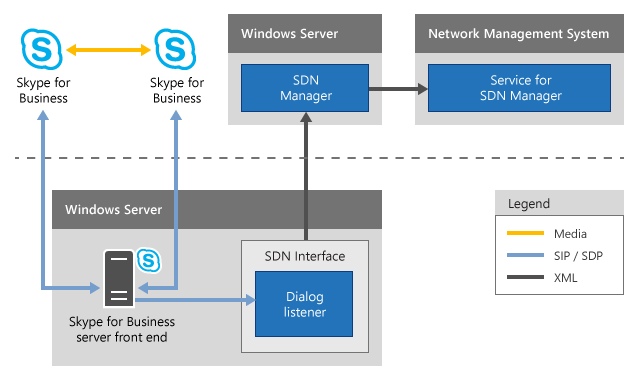 Windows Server
Network Management System
S
S
SDN
Manager
Service for
SDN Manager
Skype for
Business
Skype for
Business
Windows Server
Legend
Media
SIP / SDP
XML
SDN Interface
S
Dialog
listener
Skype for Business
server front end